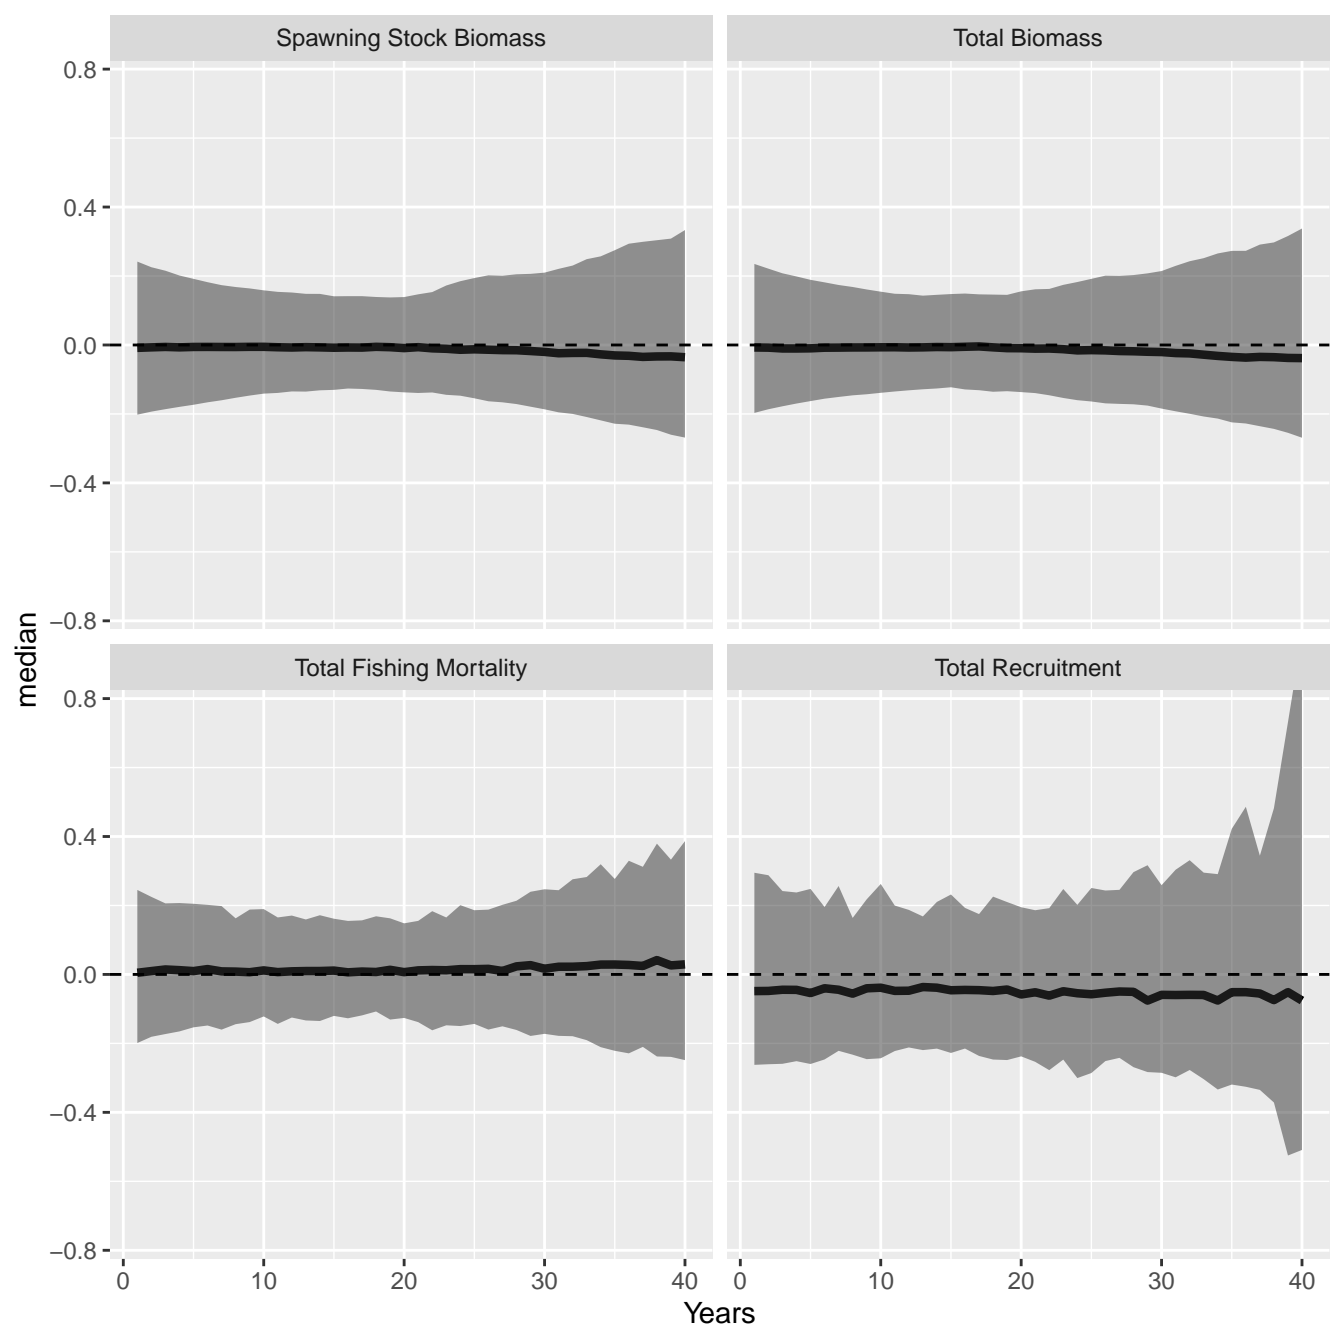 Spawning Stock Biomass
Total Biomass
0.8
0.4
0.0
−0.4
−0.8
median
Total Fishing Mortality
Total Recruitment
0.8
0.4
0.0
−0.4
−0.8
0 10 20 30 40
0 10 20 30 40
Years